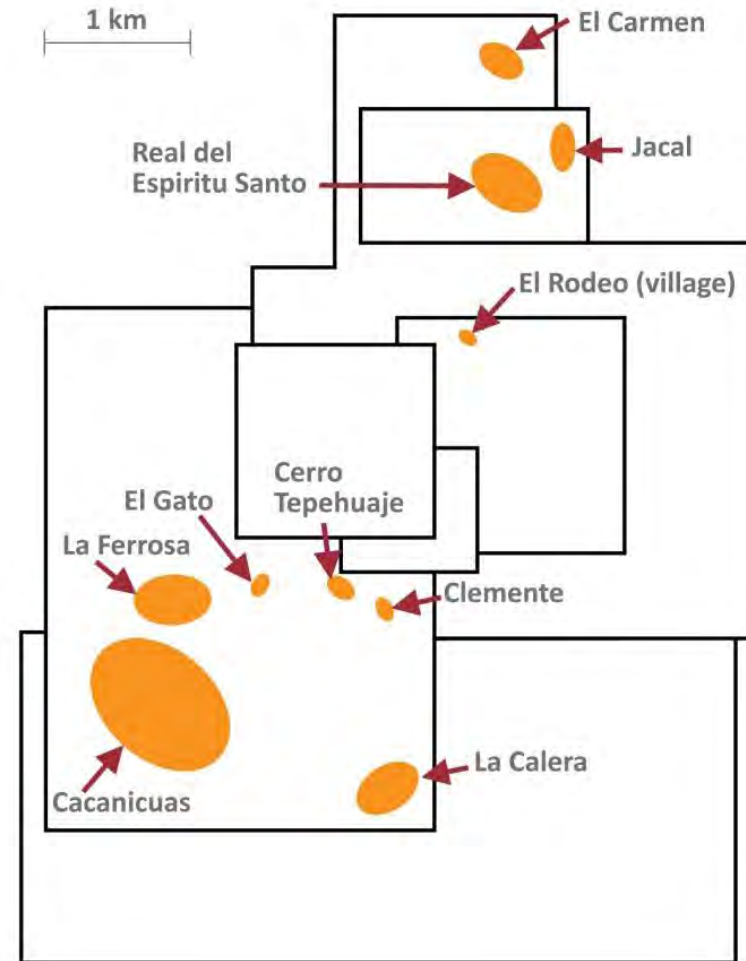 1 km
El Carmen
Real del
Espiritu Santo
Jacal
El Rodeo (village)
Cerro
Tepehuaje
El Gato
La Ferrosa
Clemente
La Calera
Cacanicuas